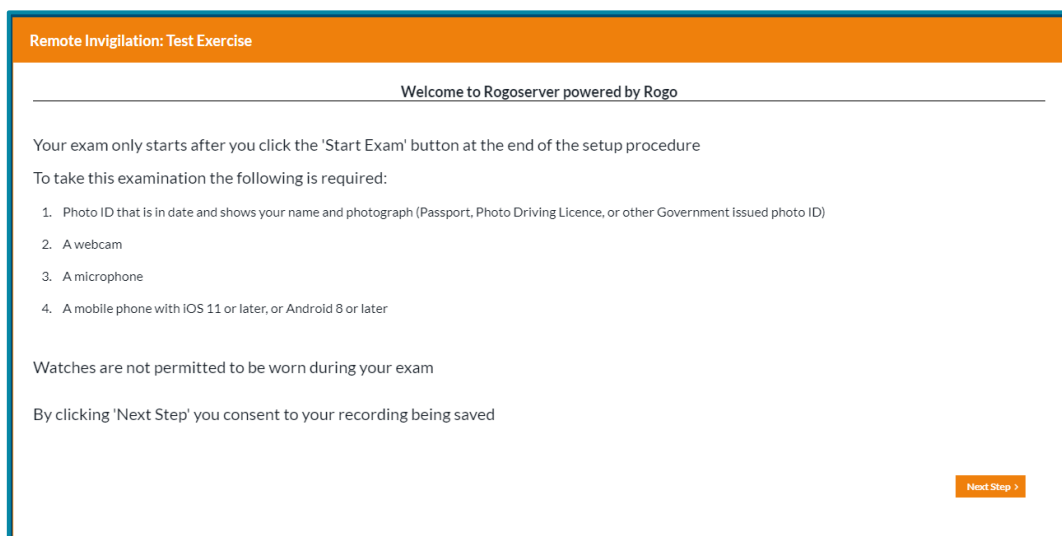 Remote Invigilation: Test Exercise
Welcome to Rogoserver powered by Rogo
Your exam only starts after you click the 'Start Exam' button at the end of the setup procedure
To take this examination the following is required:
1. Photo ID that is in date and shows your name and photograph (Passport, Photo Driving Licence, or other Government issued photo ID)
2. A webcam
3. A microphone
4. A mobile phone with iOS 11 or later, or Android 8 or later
Watches are not permitted to be worn during your exam
By clicking 'Next Step' you consent to your recording being saved
Next Step >